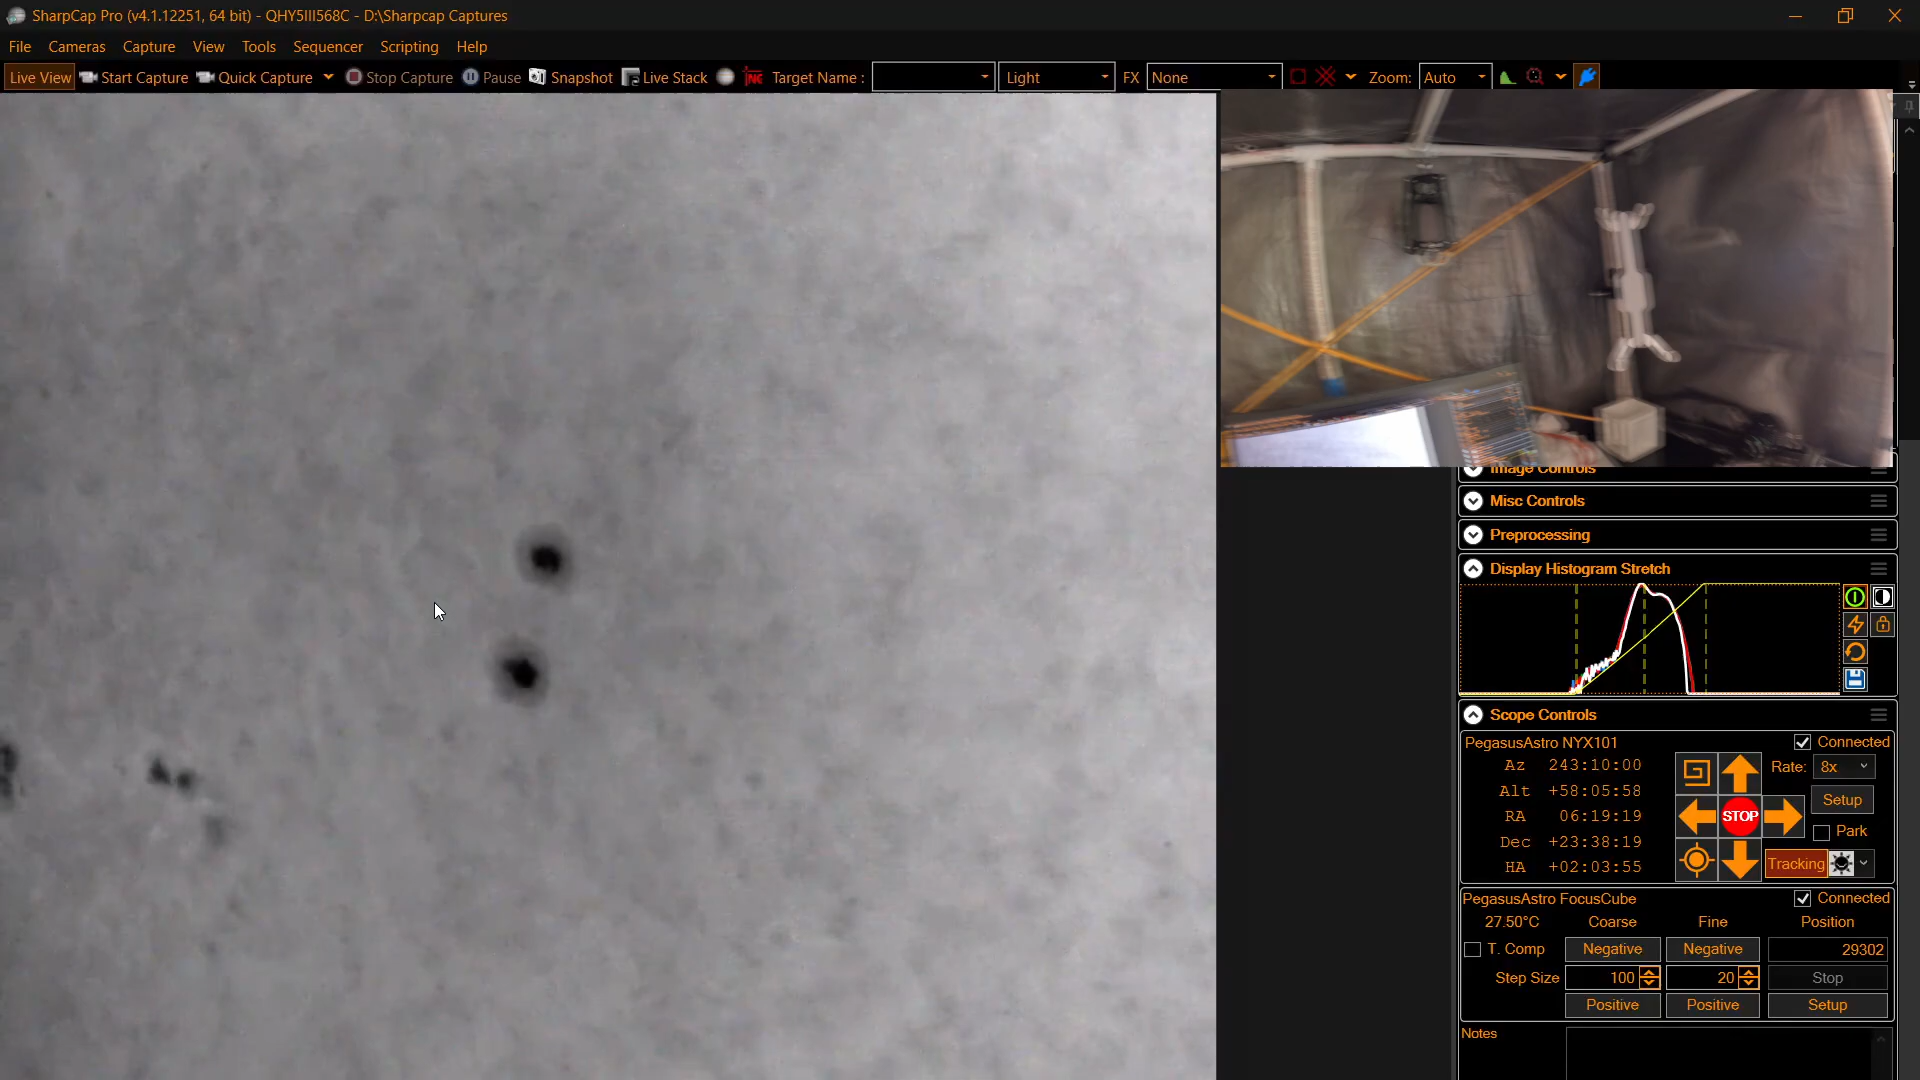 SharpCap Pro (v4.1.12251, 64 bit) - QHY5III568C - D:\Sharpcap Captures
File Cameras Capture View Tools Sequencer Scripting Help
Live View Start Capture Quick Capture Stop Capture Pause Snapshot Live Stack NC Target Name : Light FX None Zoom: Auto
Image Controls
Misc Controls
Preprocessing
Display Histogram Stretch
Scope Controls
PegasusAstro NYX101 Connected
Az 243:10:00 Rate: 8x
Alt +58:05:58 Setup
RA 06:19:19 STOP
Dec +23:38:19 Park
HA +02:03:55 Tracking
PegasusAstro FocusCube Connected
27.50°C Coarse Fine Position
T. Comp Negative Negative 29302
Step Size 100 20 Stop
Positive Positive Setup
Notes